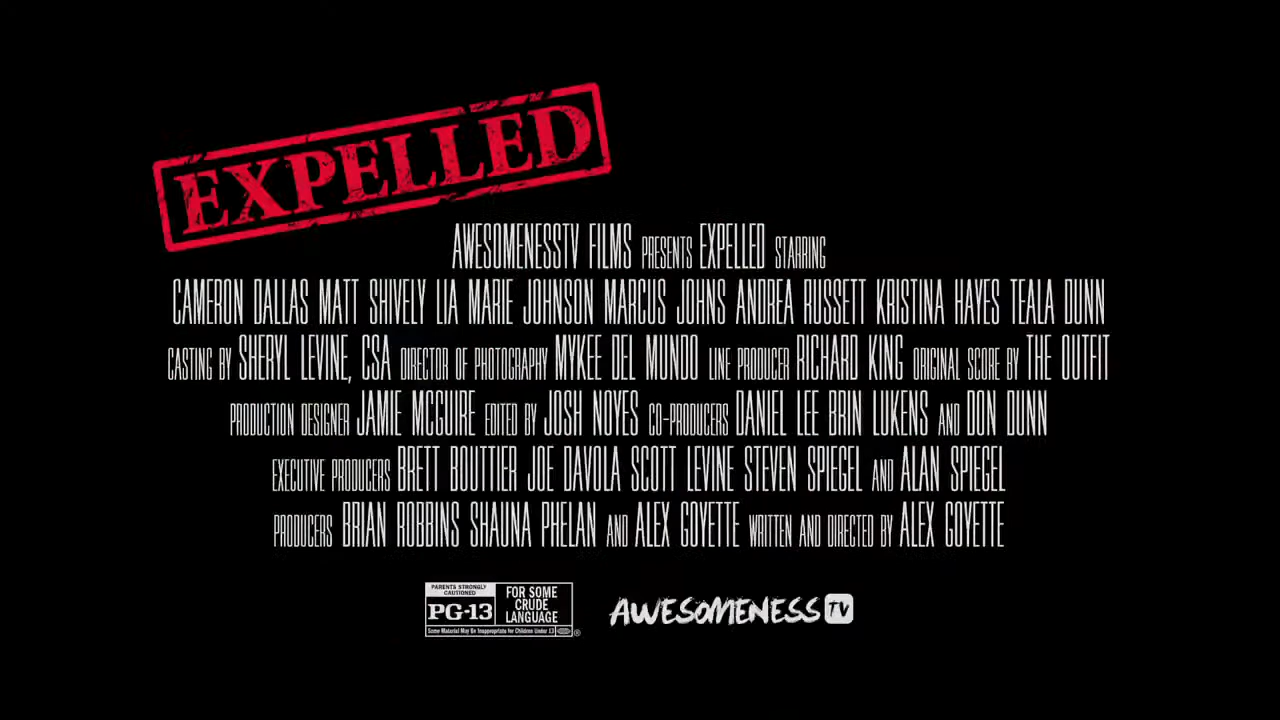 EXPELLED
AWESOMENESSTV FILMS PRESENTS EXPELLED STARRING
CAMERON DALLAS MATT SHIVELY LIA MARIE JOHNSON MARCUS JOHNS ANDREA RUSSETT KRISTINA HAYES TEALA DUNN
CASTING BY SHERYL LEVINE, CSA DIRECTOR OF PHOTOGRAPHY MYKEE DEL MUNDO LINE PRODUCER RICHARD KING ORIGINAL SCORE BY THE OUTFIT
PRODUCTION DESIGNER JAMIE MCGUIRE EDITED BY JOSH NOYES CO-PRODUCERS DANIEL LEE BRIN LUKENS AND DON DUNN
EXECUTIVE PRODUCERS BRETT BOUTTIER JOE DAVOLA SCOTT LEVINE STEVEN SPIEGEL AND ALAN SPIEGEL
PRODUCERS BRIAN ROBBINS SHAUNA PHELAN AND ALEX GOYETTE WRITTEN AND DIRECTED BY ALEX GOYETTE
PARENTS STRONGLY CAUTIONED
PG-13
FOR SOME
CRUDE
LANGUAGE
Some Material May Be Inappropriate for Children Under 13
®
AWESOMENESS TV